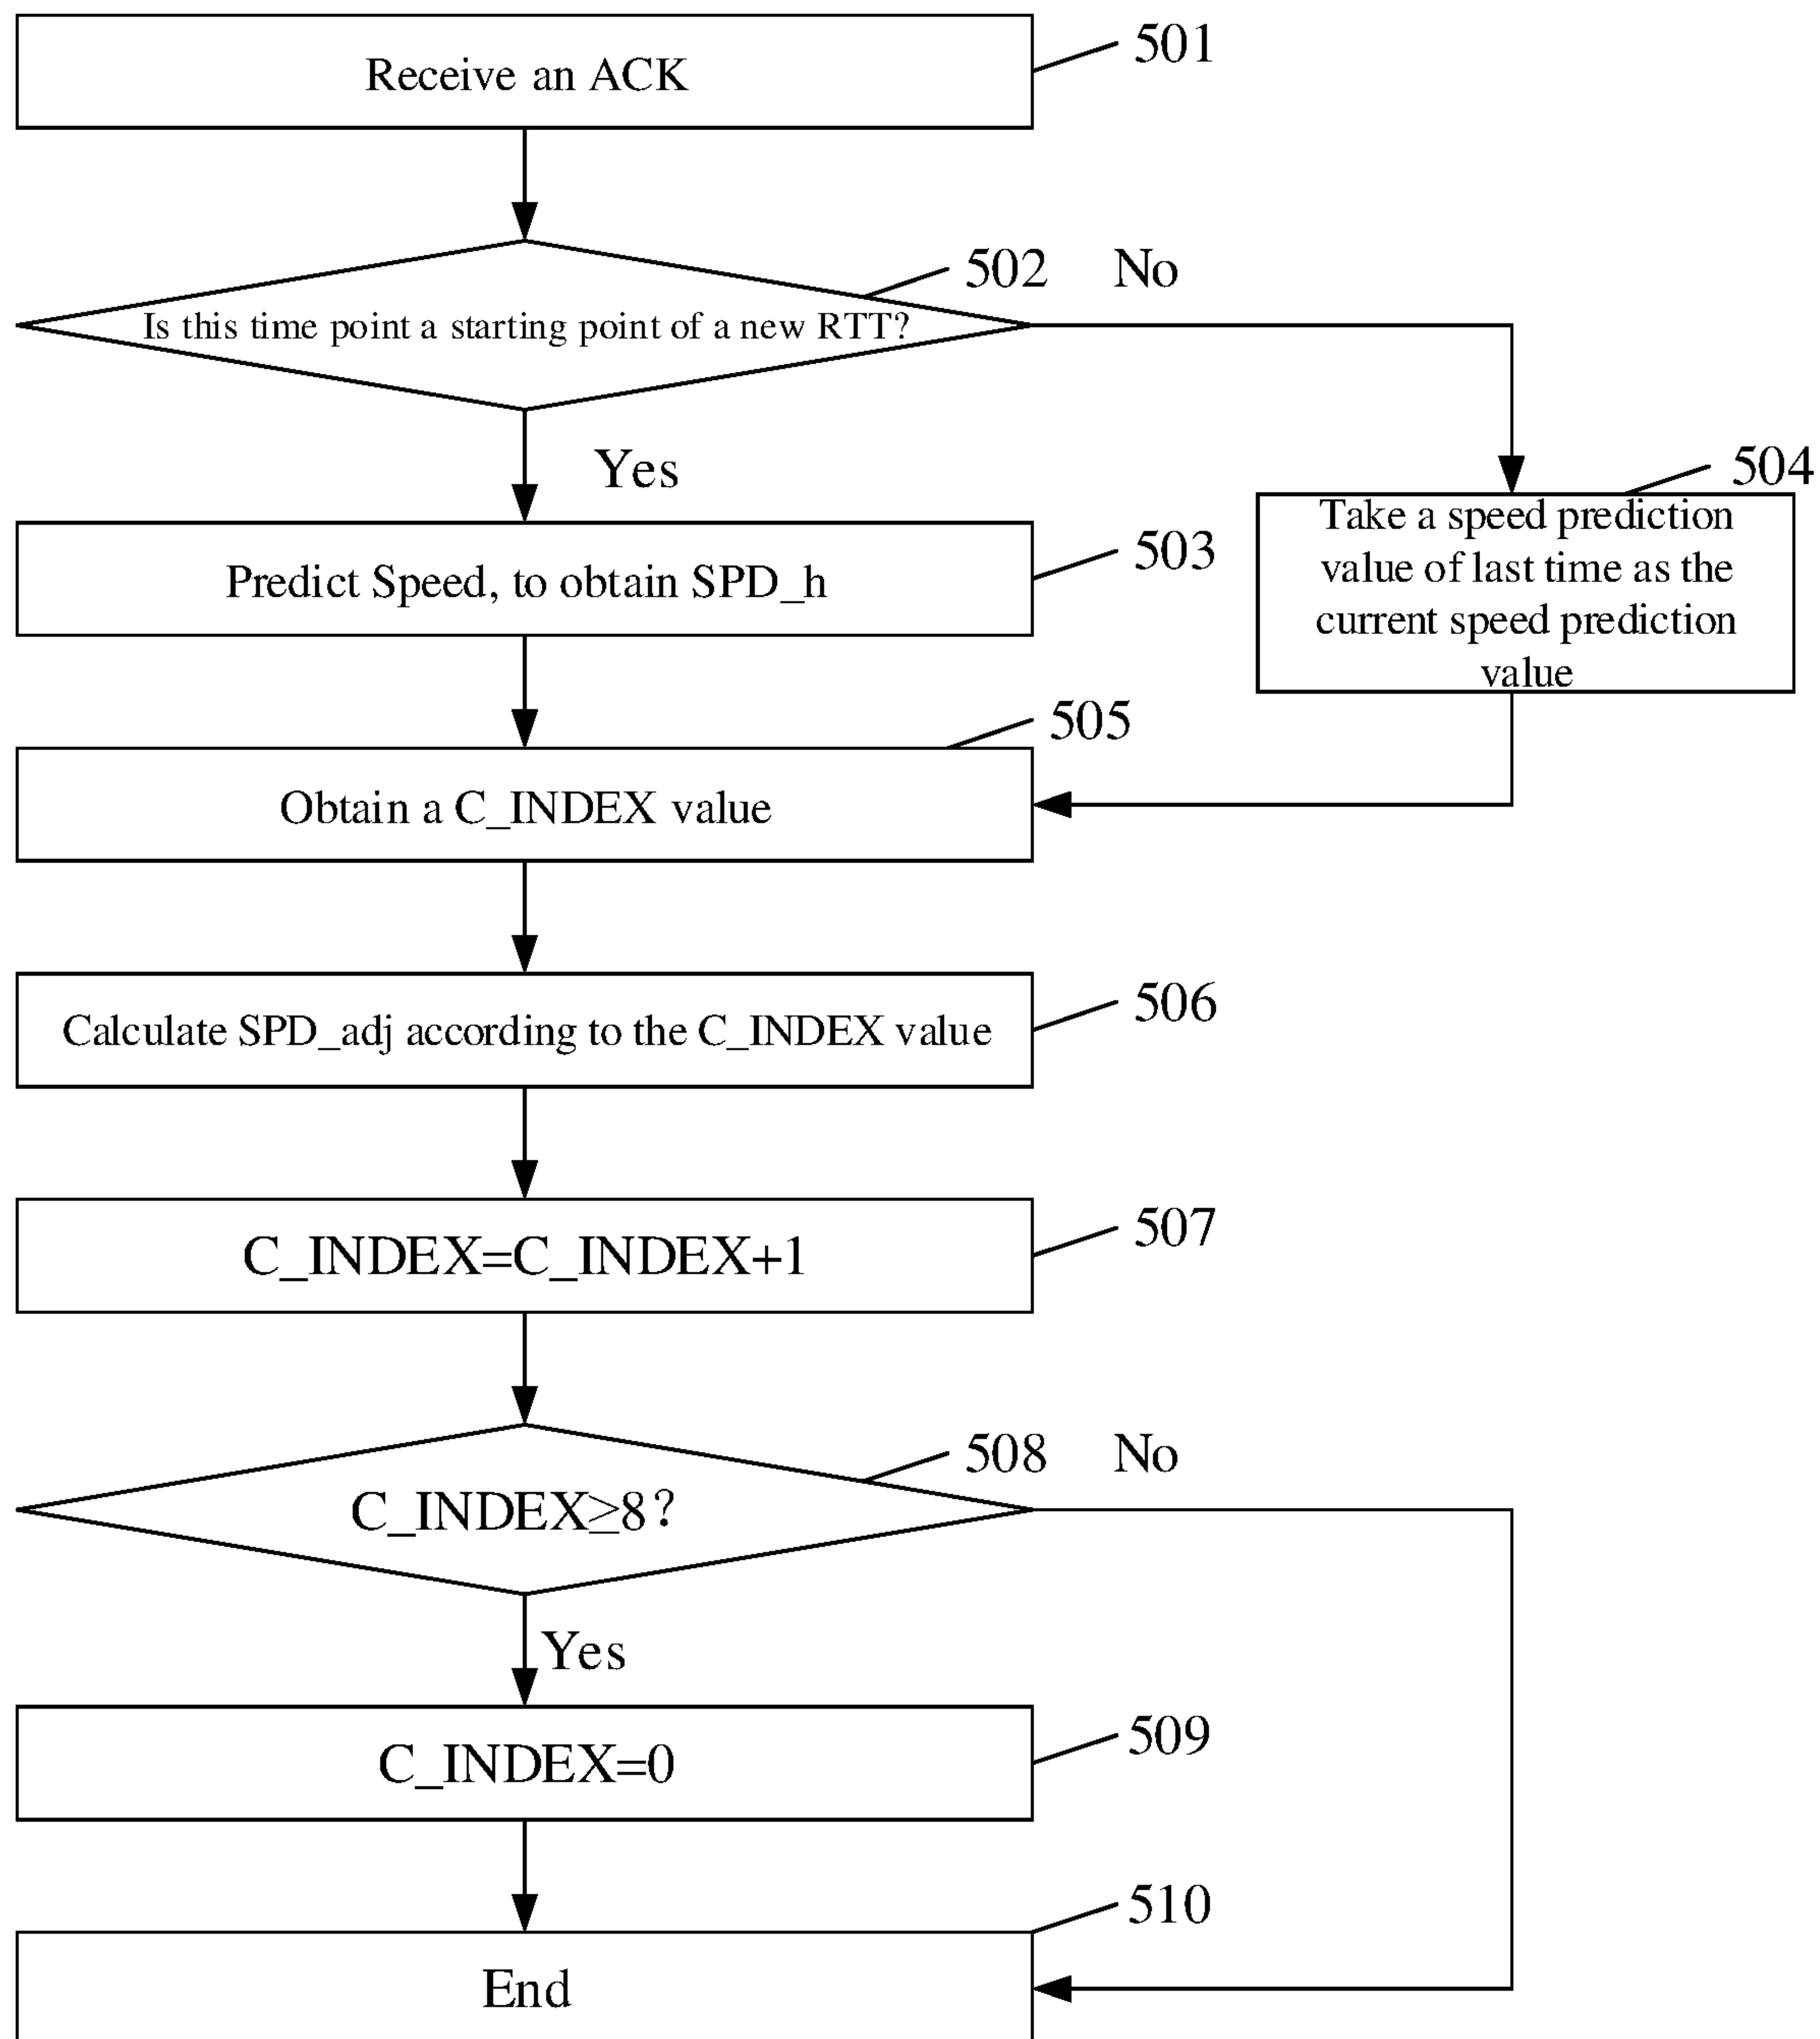 Receive an ACK
501
502
No
Is this time point a starting point of a new RTT?
Yes
504
Take a speed prediction
value of last time as the
current speed prediction
value
503
Predict Speed, to obtain SPD_h
505
Obtain a C_INDEX value
506
Calculate SPD_adj according to the C_INDEX value
507
C_INDEX=C_INDEX+1
508
No
C_INDEX≥8?
Yes
509
C_INDEX=0
510
End